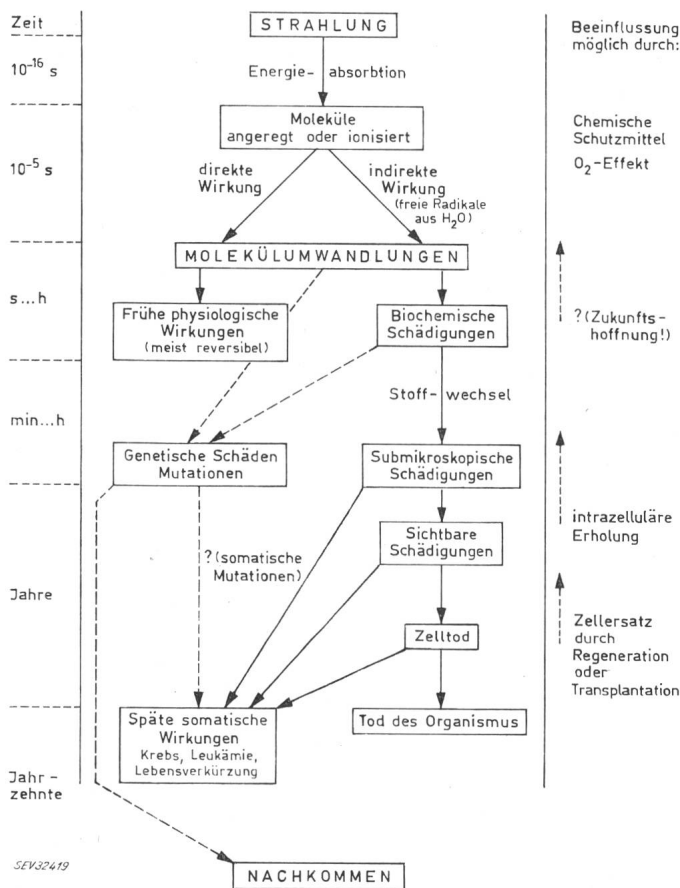 Zeit
STRAHLUNG
Beeinflussung
möglich durch:
10⁻¹⁶ s
Energie- absorbtion
Moleküle
angeregt oder ionisiert
Chemische
Schutzmittel
O₂-Effekt
10⁻⁵ s
direkte
Wirkung
indirekte
Wirkung
(freie Radikale
aus H₂O)
MOLEKÜLUMWANDLUNGEN
s...h
Frühe physiologische
Wirkungen
(meist reversibel)
Biochemische
Schädigungen
?(Zukunfts-
hoffnung!)
Stoff- wechsel
min...h
Genetische Schäden
Mutationen
Submikroskopische
Schädigungen
intrazelluläre
Erholung
Sichtbare
Schädigungen
?(somatische
Mutationen)
Jahre
Zelltod
Zellersatz
durch
Regeneration
oder
Transplantation
Späte somatische
Wirkungen
Krebs, Leukämie,
Lebensverkürzung
Tod des Organismus
Jahr-
zehnte
SEV32419
NACHKOMMEN